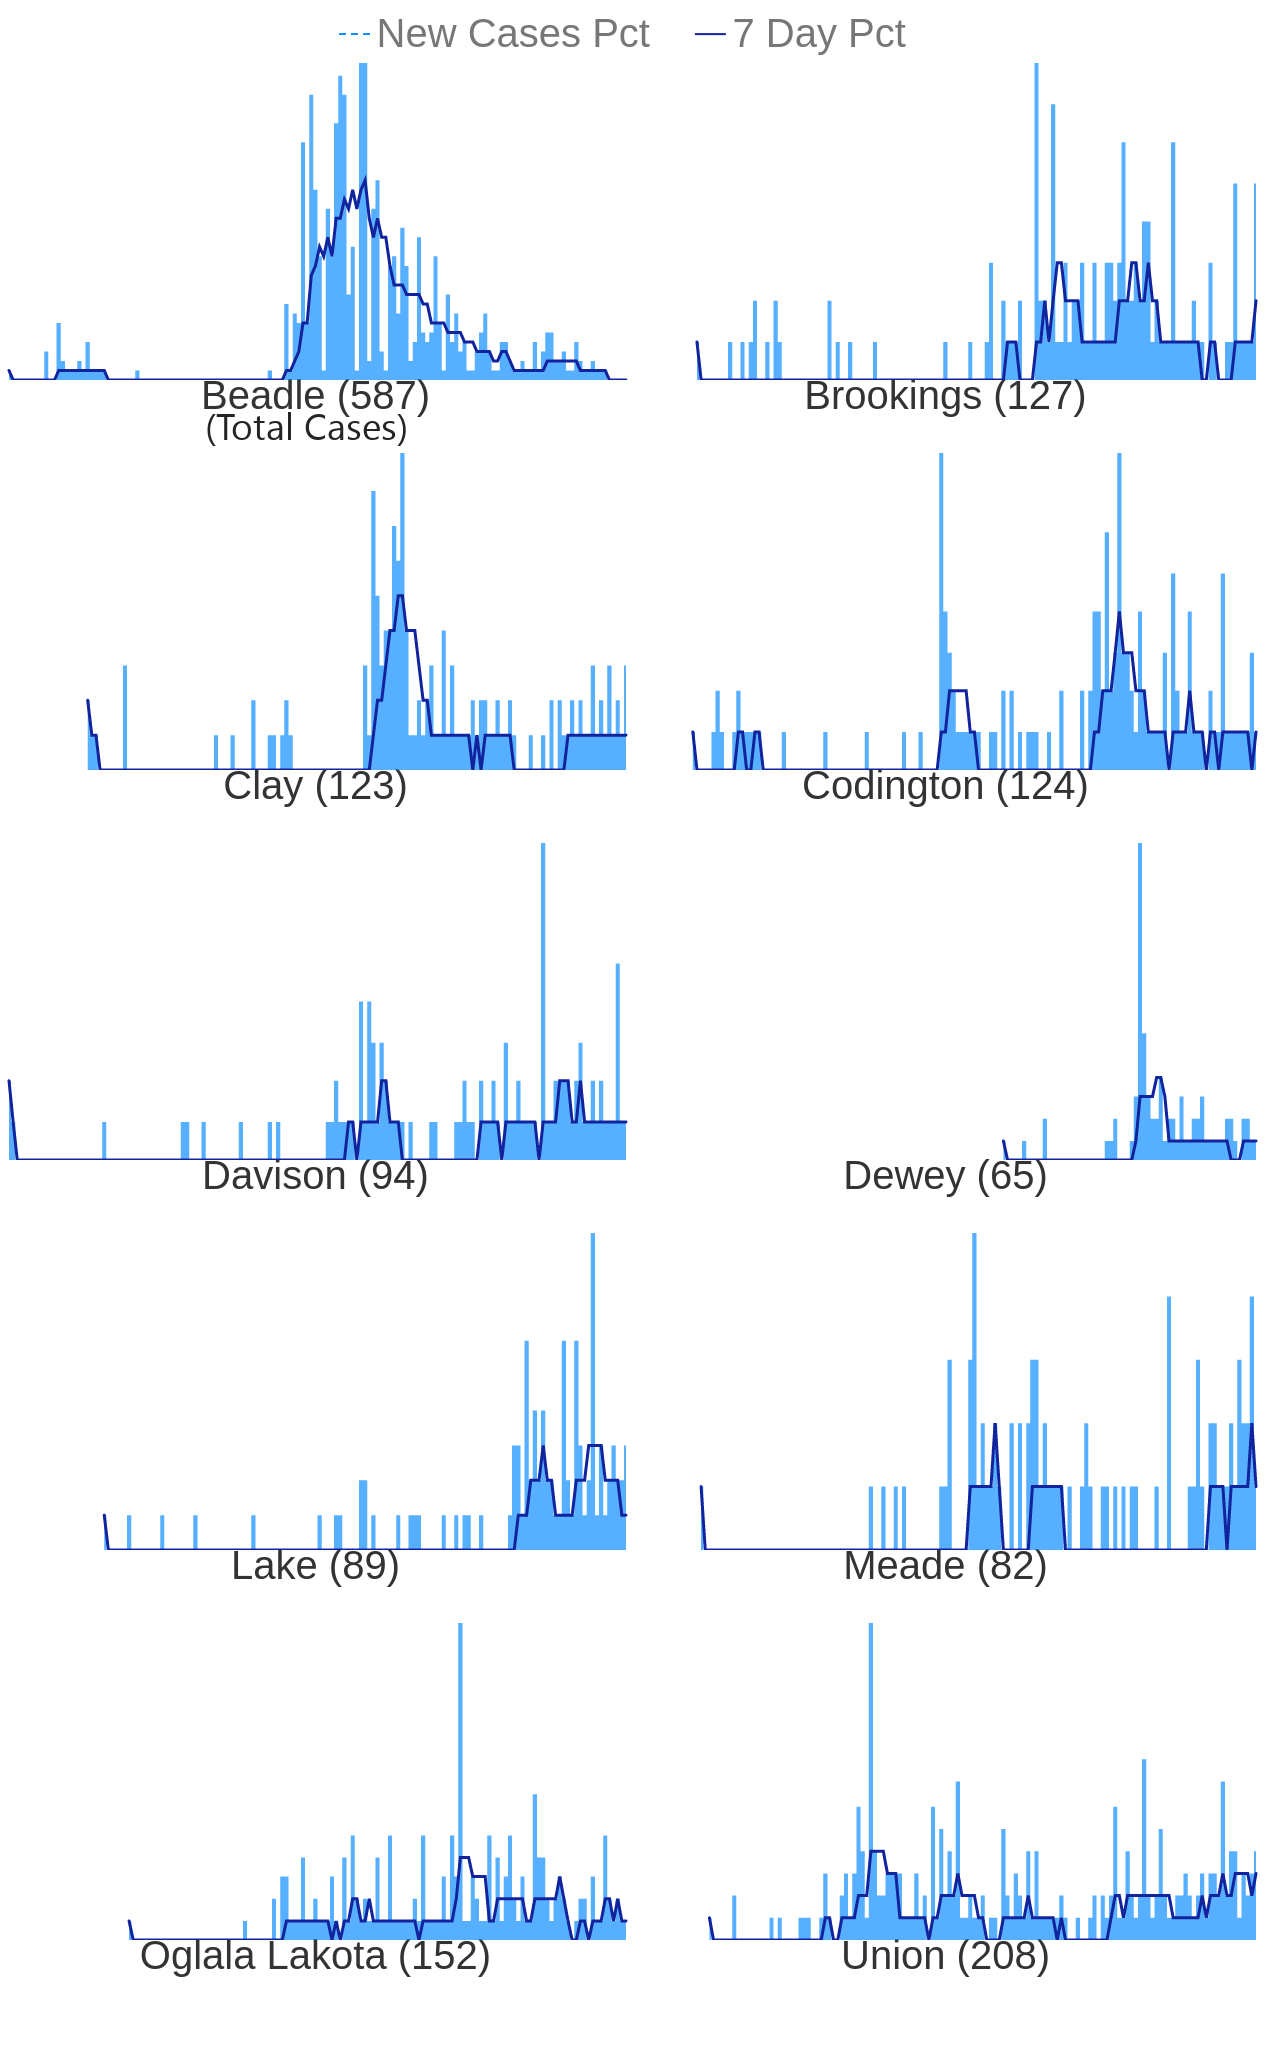 New Cases Pct 7 Day Pct
Beadle (587) Brookings (127)
(Total Cases)
Clay (123) Codington (124)
Davison (94) Dewey (65)
Lake (89) Meade (82)
Oglala Lakota (152) Union (208)